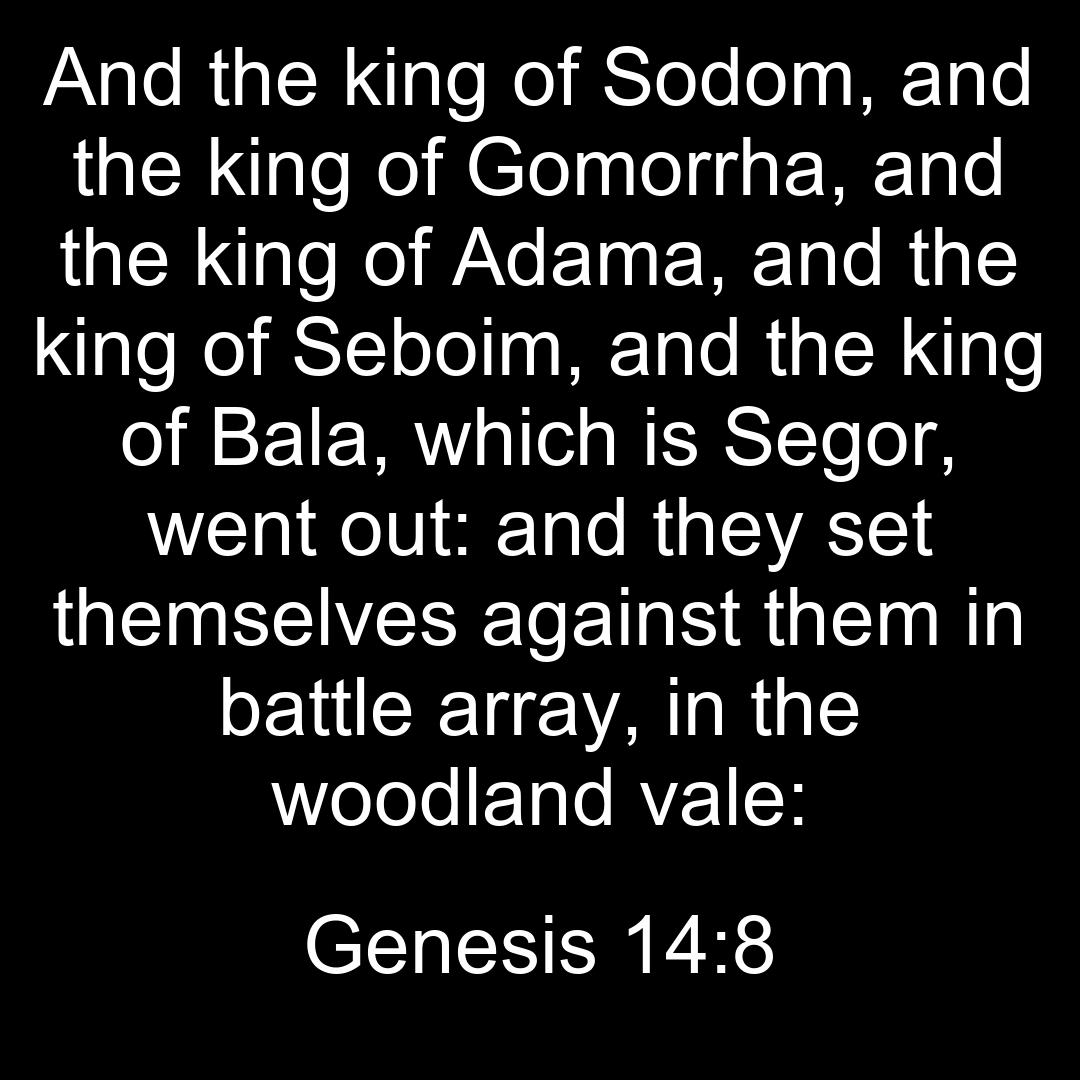 And the king of Sodom, and
the king of Gomorrha, and
the king of Adama, and the
king of Seboim, and the king
of Bala, which is Segor,
went out: and they set
themselves against them in
battle array, in the
woodland vale:
Genesis 14:8